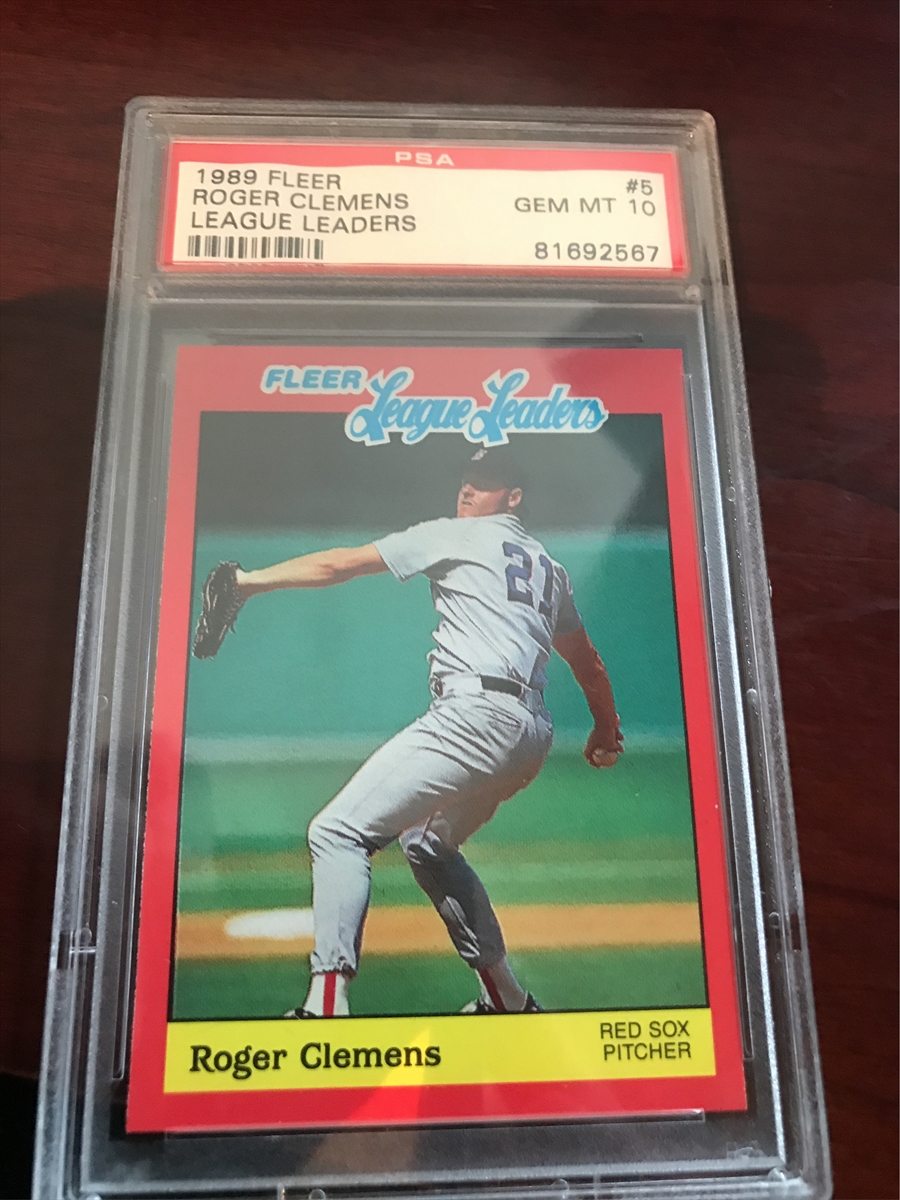 PSA
1989 FLEER #5
ROGER CLEMENS GEM MT 10
LEAGUE LEADERS
81692567
FLEER League Leaders
21
Roger Clemens
RED SOX
PITCHER